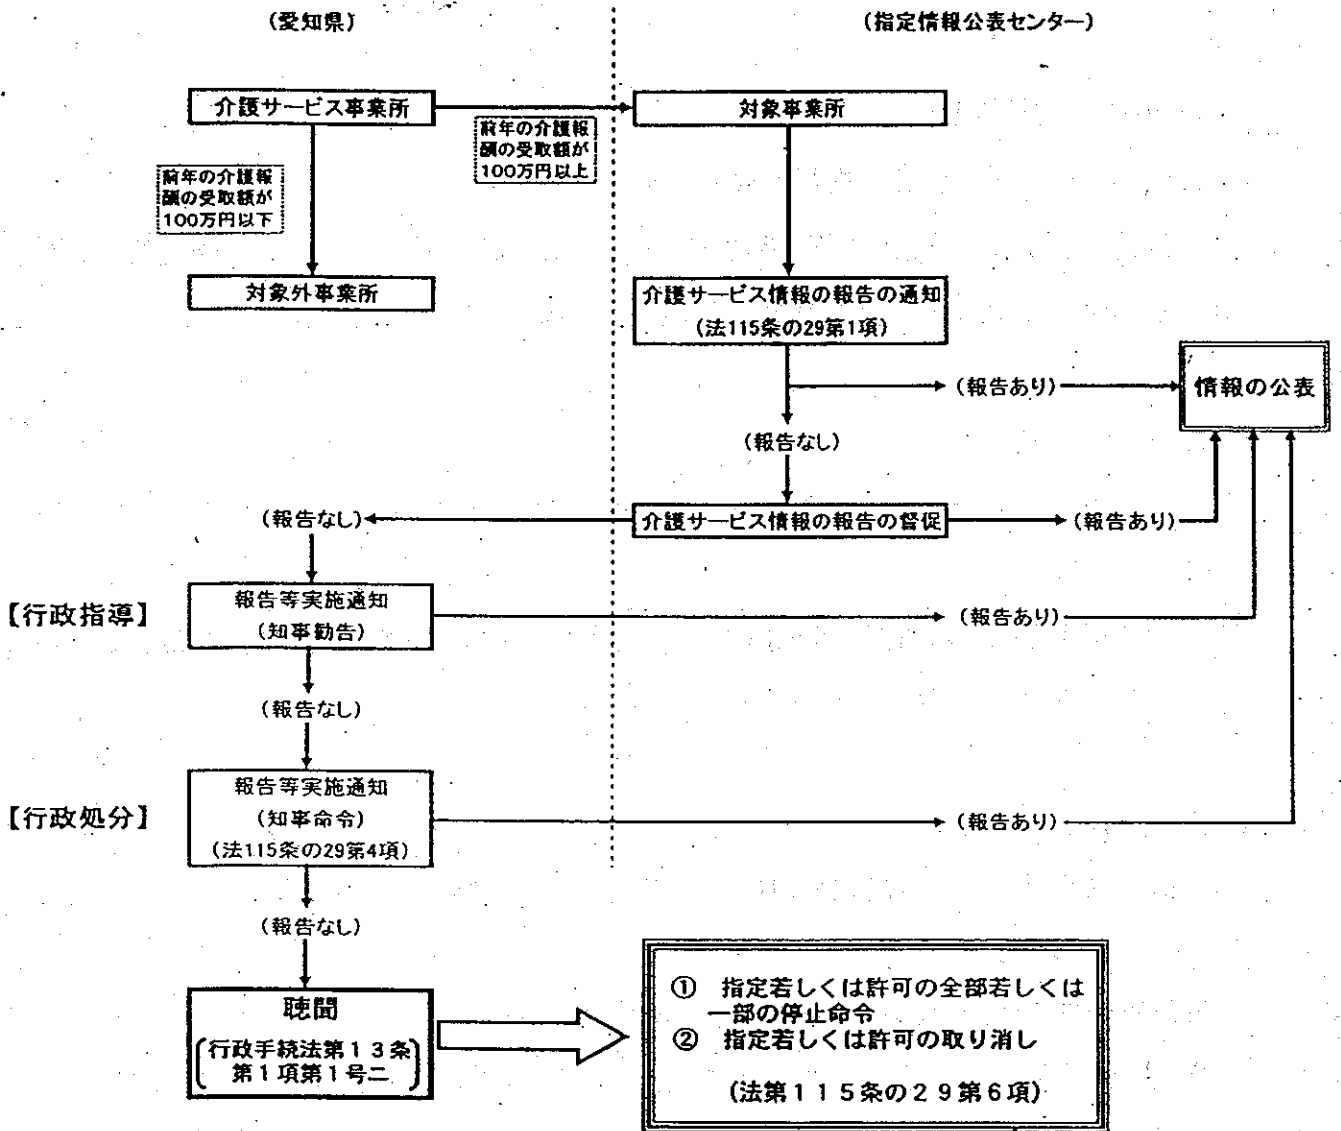 (愛知県)
(指定情報公表センター)
介護サービス事業所
対象事業所
前年の介護報
酬の受取額が
100万円以上
前年の介護報
酬の受取額が
100万円以下
対象外事業所
介護サービス情報の報告の通知
(法115条の29第1項)
(報告あり)
情報の公表
(報告なし)
(報告なし)
介護サービス情報の報告の督促
(報告あり)
【行政指導】
報告等実施通知
(知事勧告)
(報告あり)
(報告なし)
【行政処分】
報告等実施通知
(知事命令)
(法115条の29第4項)
(報告あり)
(報告なし)
聴聞
行政手続法第13条
第1項第1号ニ
① 指定若しくは許可の全部若しくは
一部の停止命令
② 指定若しくは許可の取り消し
(法第115条の29第6項)